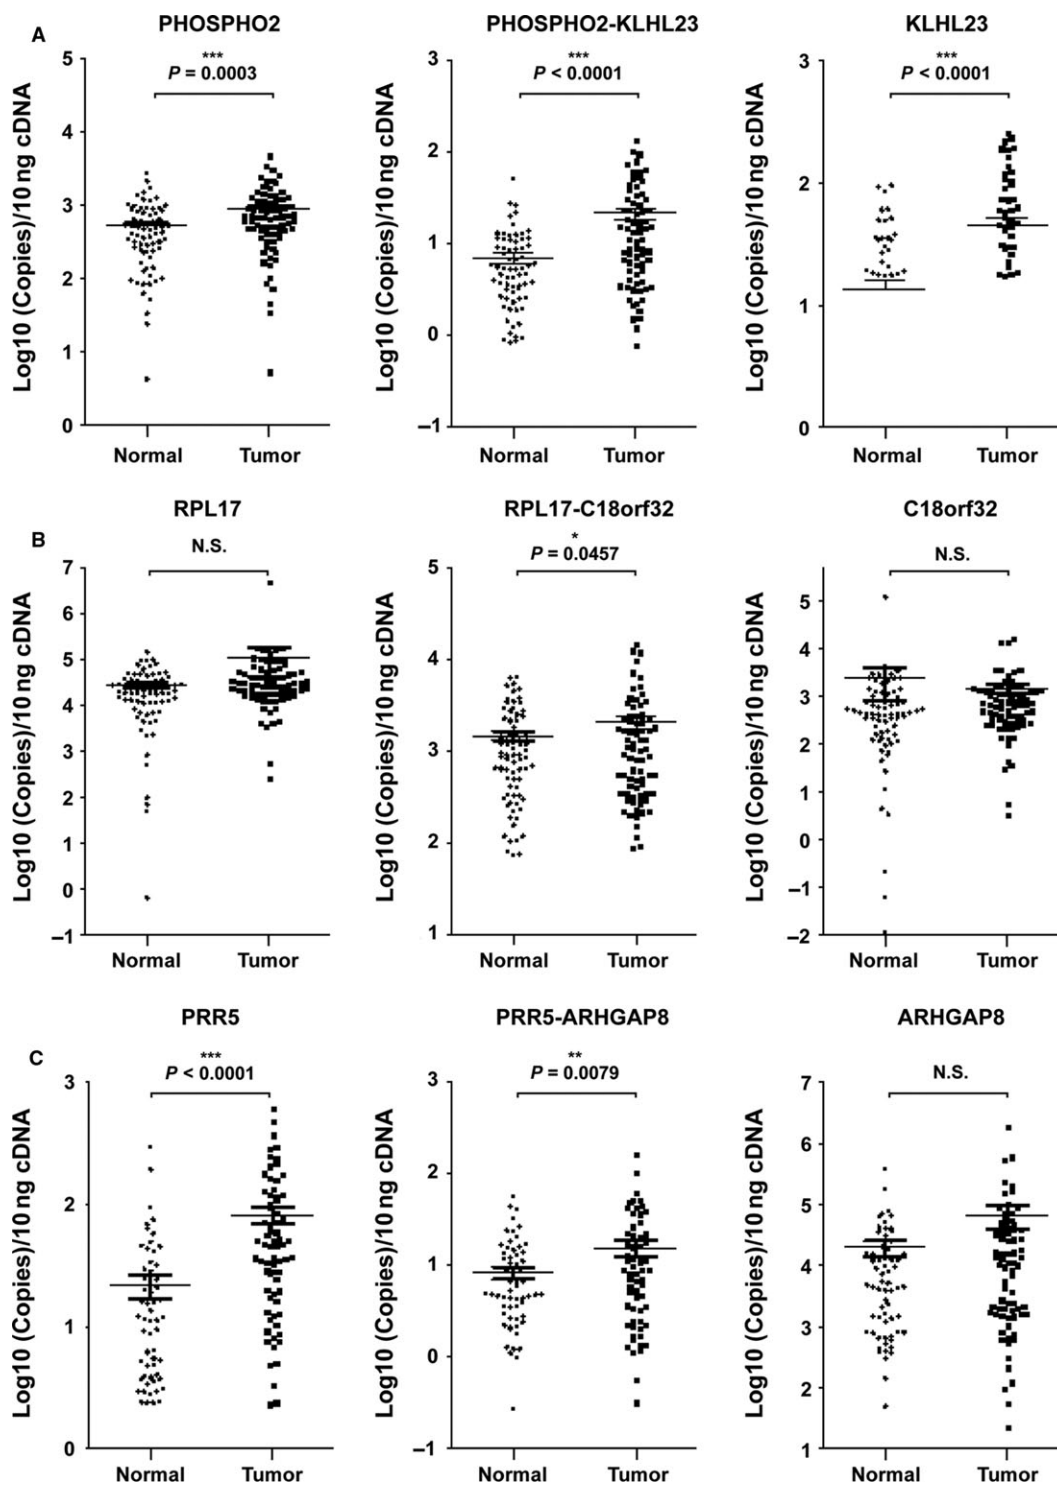 A
PHOSPHO2
PHOSPHO2-KLHL23
KLHL23
***
P = 0.0003
***
P < 0.0001
***
P < 0.0001
Log10 (Copies)/10 ng cDNA
5
4
3
2
1
0
Normal Tumor
Log10 (Copies)/10 ng cDNA
3
2
1
0
–1
Normal Tumor
Log10 (Copies)/10 ng cDNA
3
2
1
0
Normal Tumor
B
RPL17
RPL17-C18orf32
C18orf32
N.S.
*
P = 0.0457
N.S.
Log10 (Copies)/10 ng cDNA
7
6
5
4
3
2
1
0
–1
Normal Tumor
Log10 (Copies)/10 ng cDNA
5
4
3
2
1
Normal Tumor
Log10 (Copies)/10 ng cDNA
5
4
3
2
1
0
–1
–2
Normal Tumor
C
PRR5
PRR5-ARHGAP8
ARHGAP8
***
P < 0.0001
**
P = 0.0079
N.S.
Log10 (Copies)/10 ng cDNA
3
2
1
0
Normal Tumor
Log10 (Copies)/10 ng cDNA
3
2
1
0
–1
Normal Tumor
Log10 (Copies)/10 ng cDNA
7
6
5
4
3
2
1
Normal Tumor